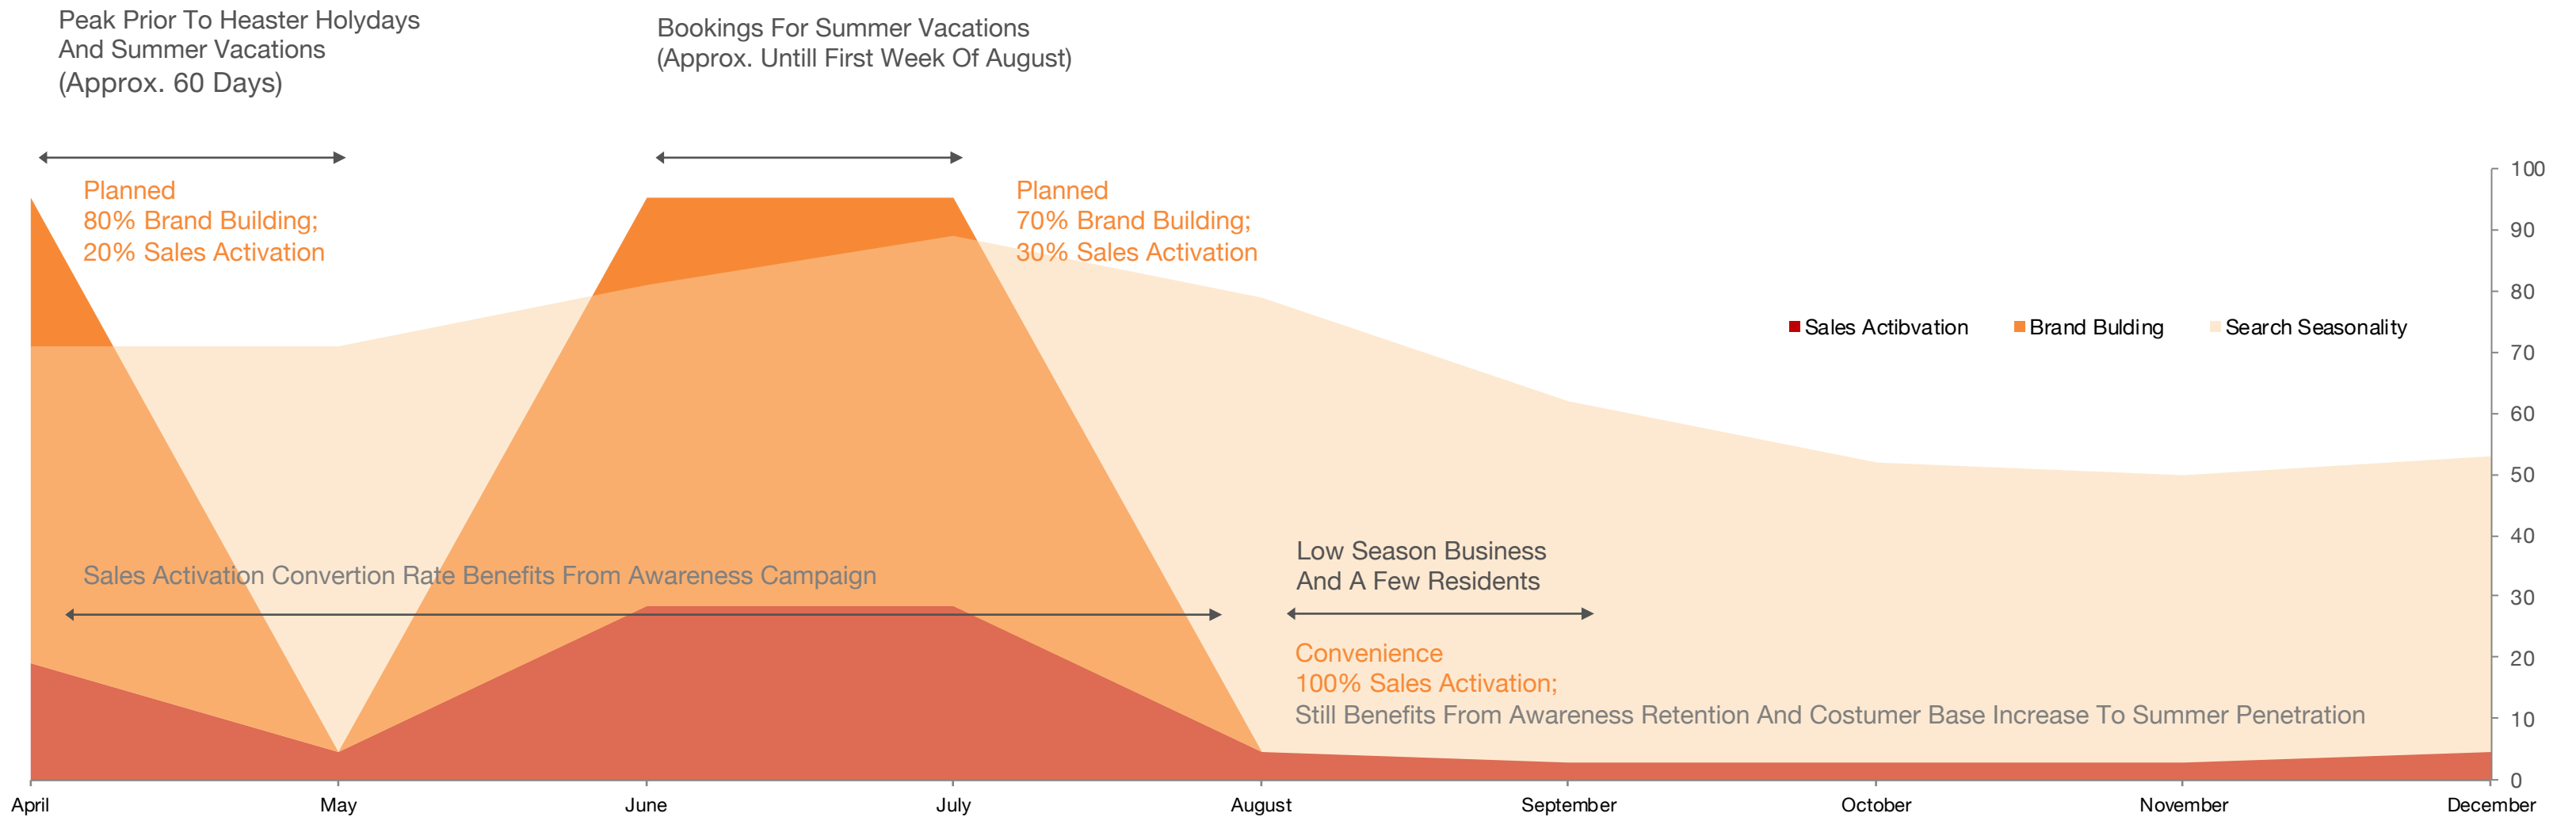 Peak Prior To Heaster Holydays
And Summer Vacations
(Approx. 60 Days)
Bookings For Summer Vacations
(Approx. Untill First Week Of August)
Planned
80% Brand Building;
20% Sales Activation
Planned
70% Brand Building;
30% Sales Activation
Sales Actibvation
Brand Bulding
Search Seasonality
Sales Activation Convertion Rate Benefits From Awareness Campaign
Low Season Business
And A Few Residents
Convenience
100% Sales Activation;
Still Benefits From Awareness Retention And Costumer Base Increase To Summer Penetration
100
90
80
70
60
50
40
30
20
10
0
April
May
June
July
August
September
October
November
December